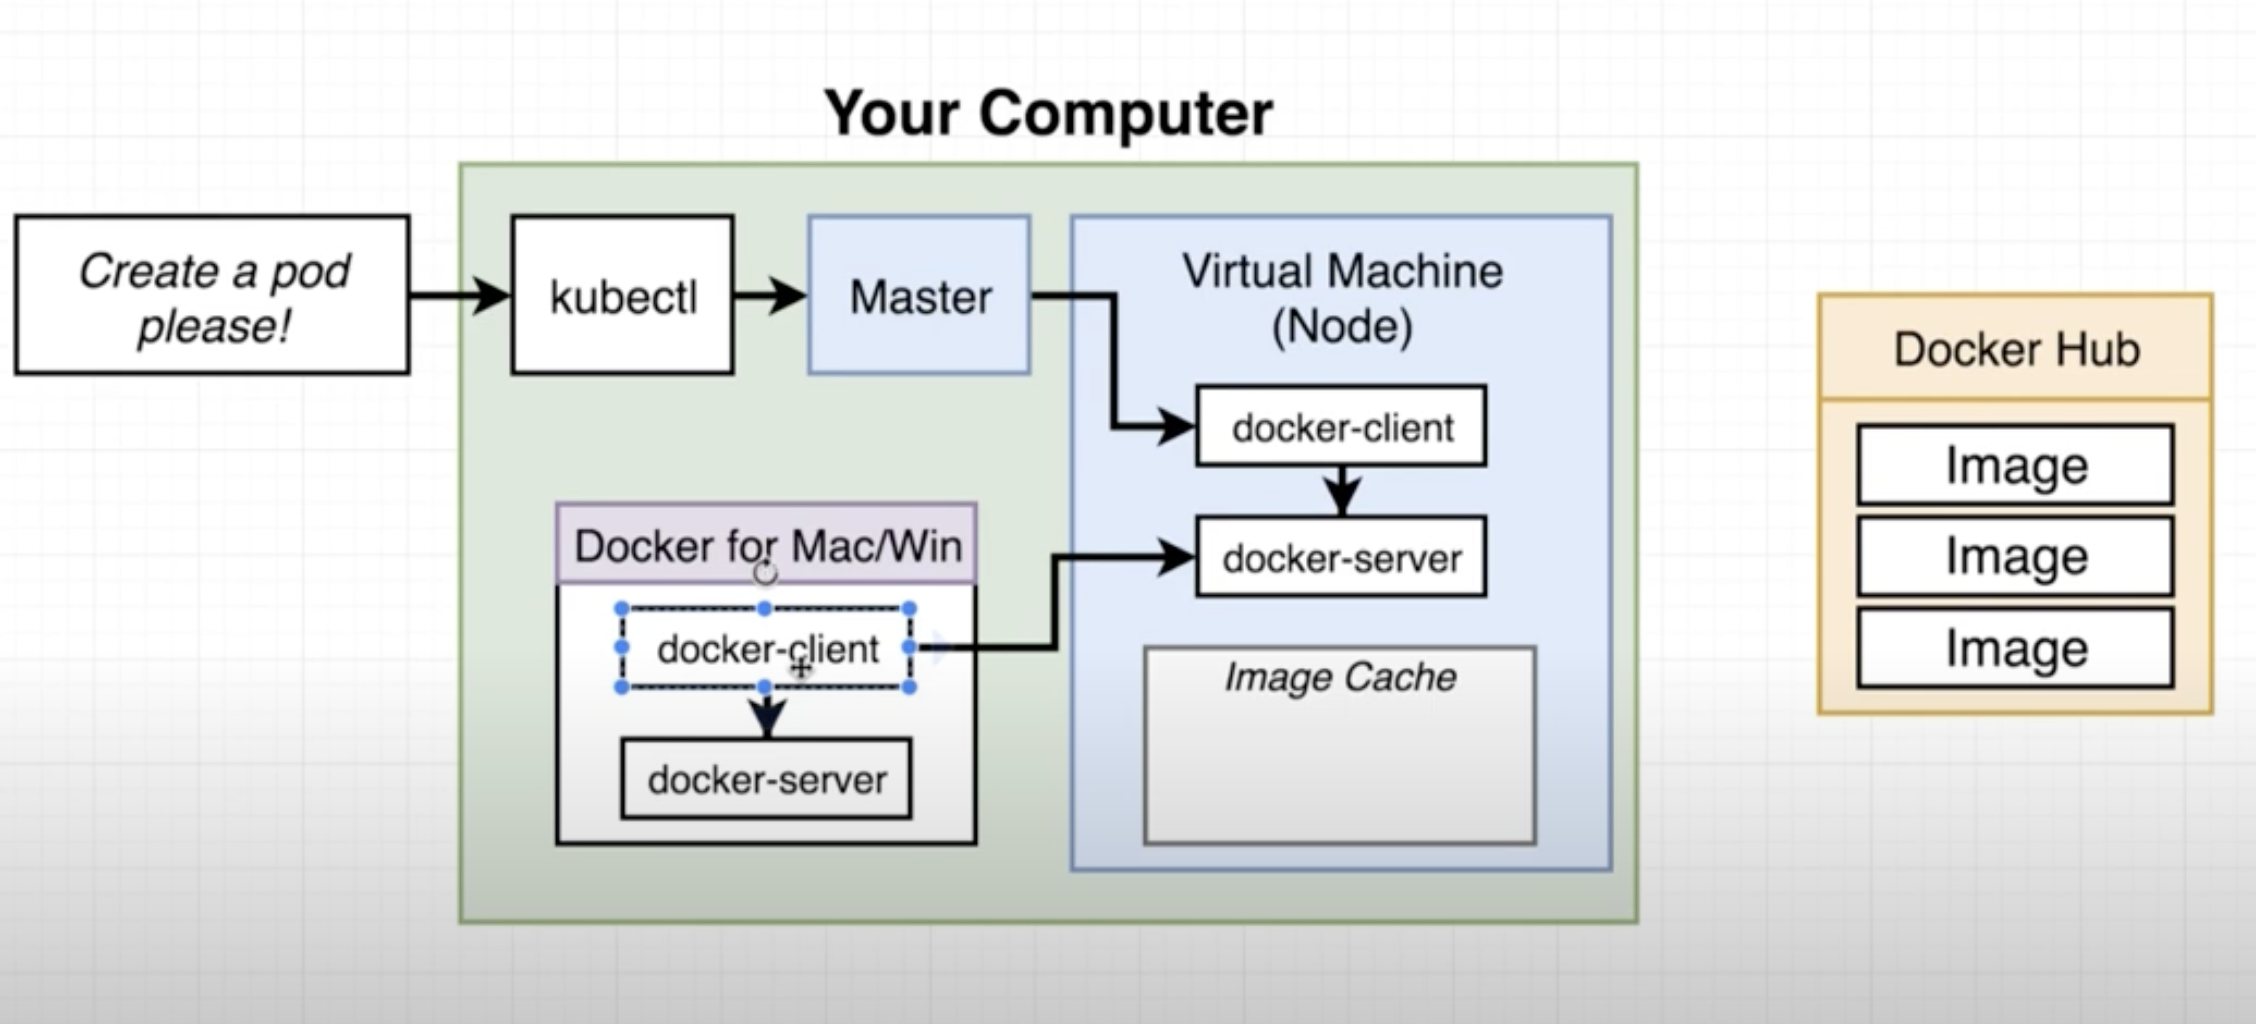 Your Computer
Create a pod
please!
kubectl
Master
Virtual Machine
(Node)
docker-client
docker-server
Image Cache
Docker for Mac/Win
docker-client
docker-server
Docker Hub
Image
Image
Image